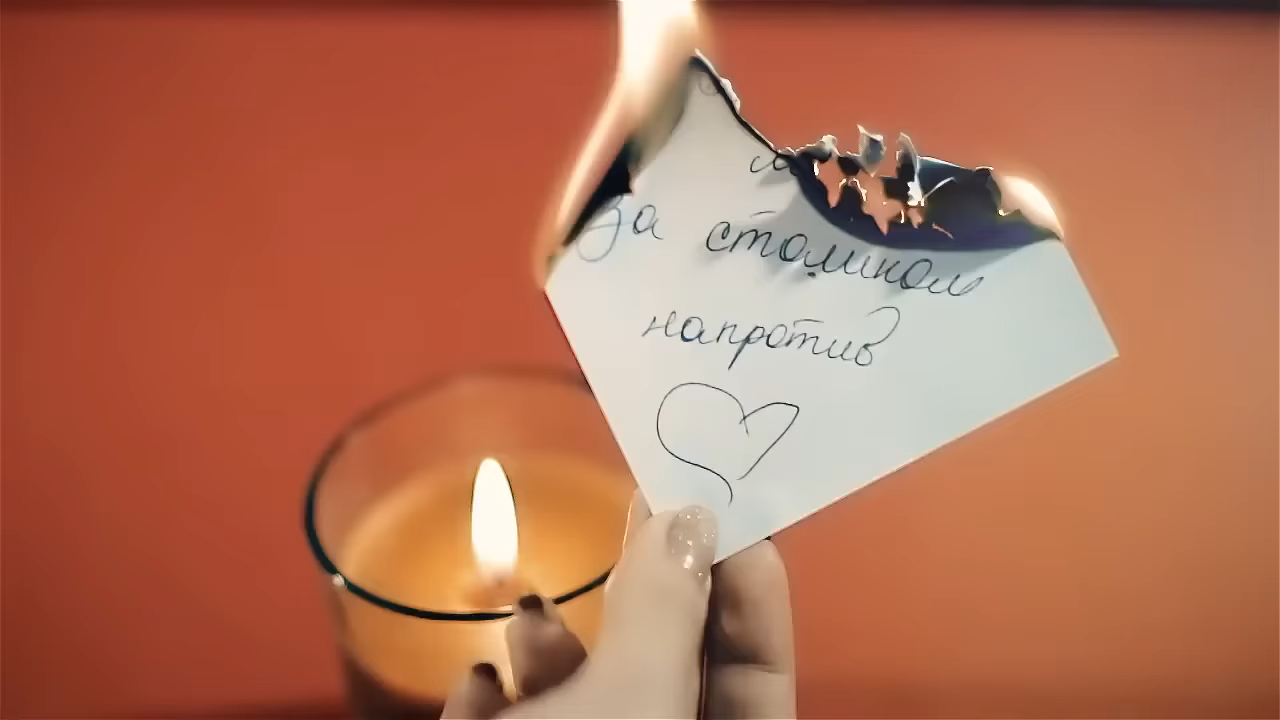 за столиком
напротив